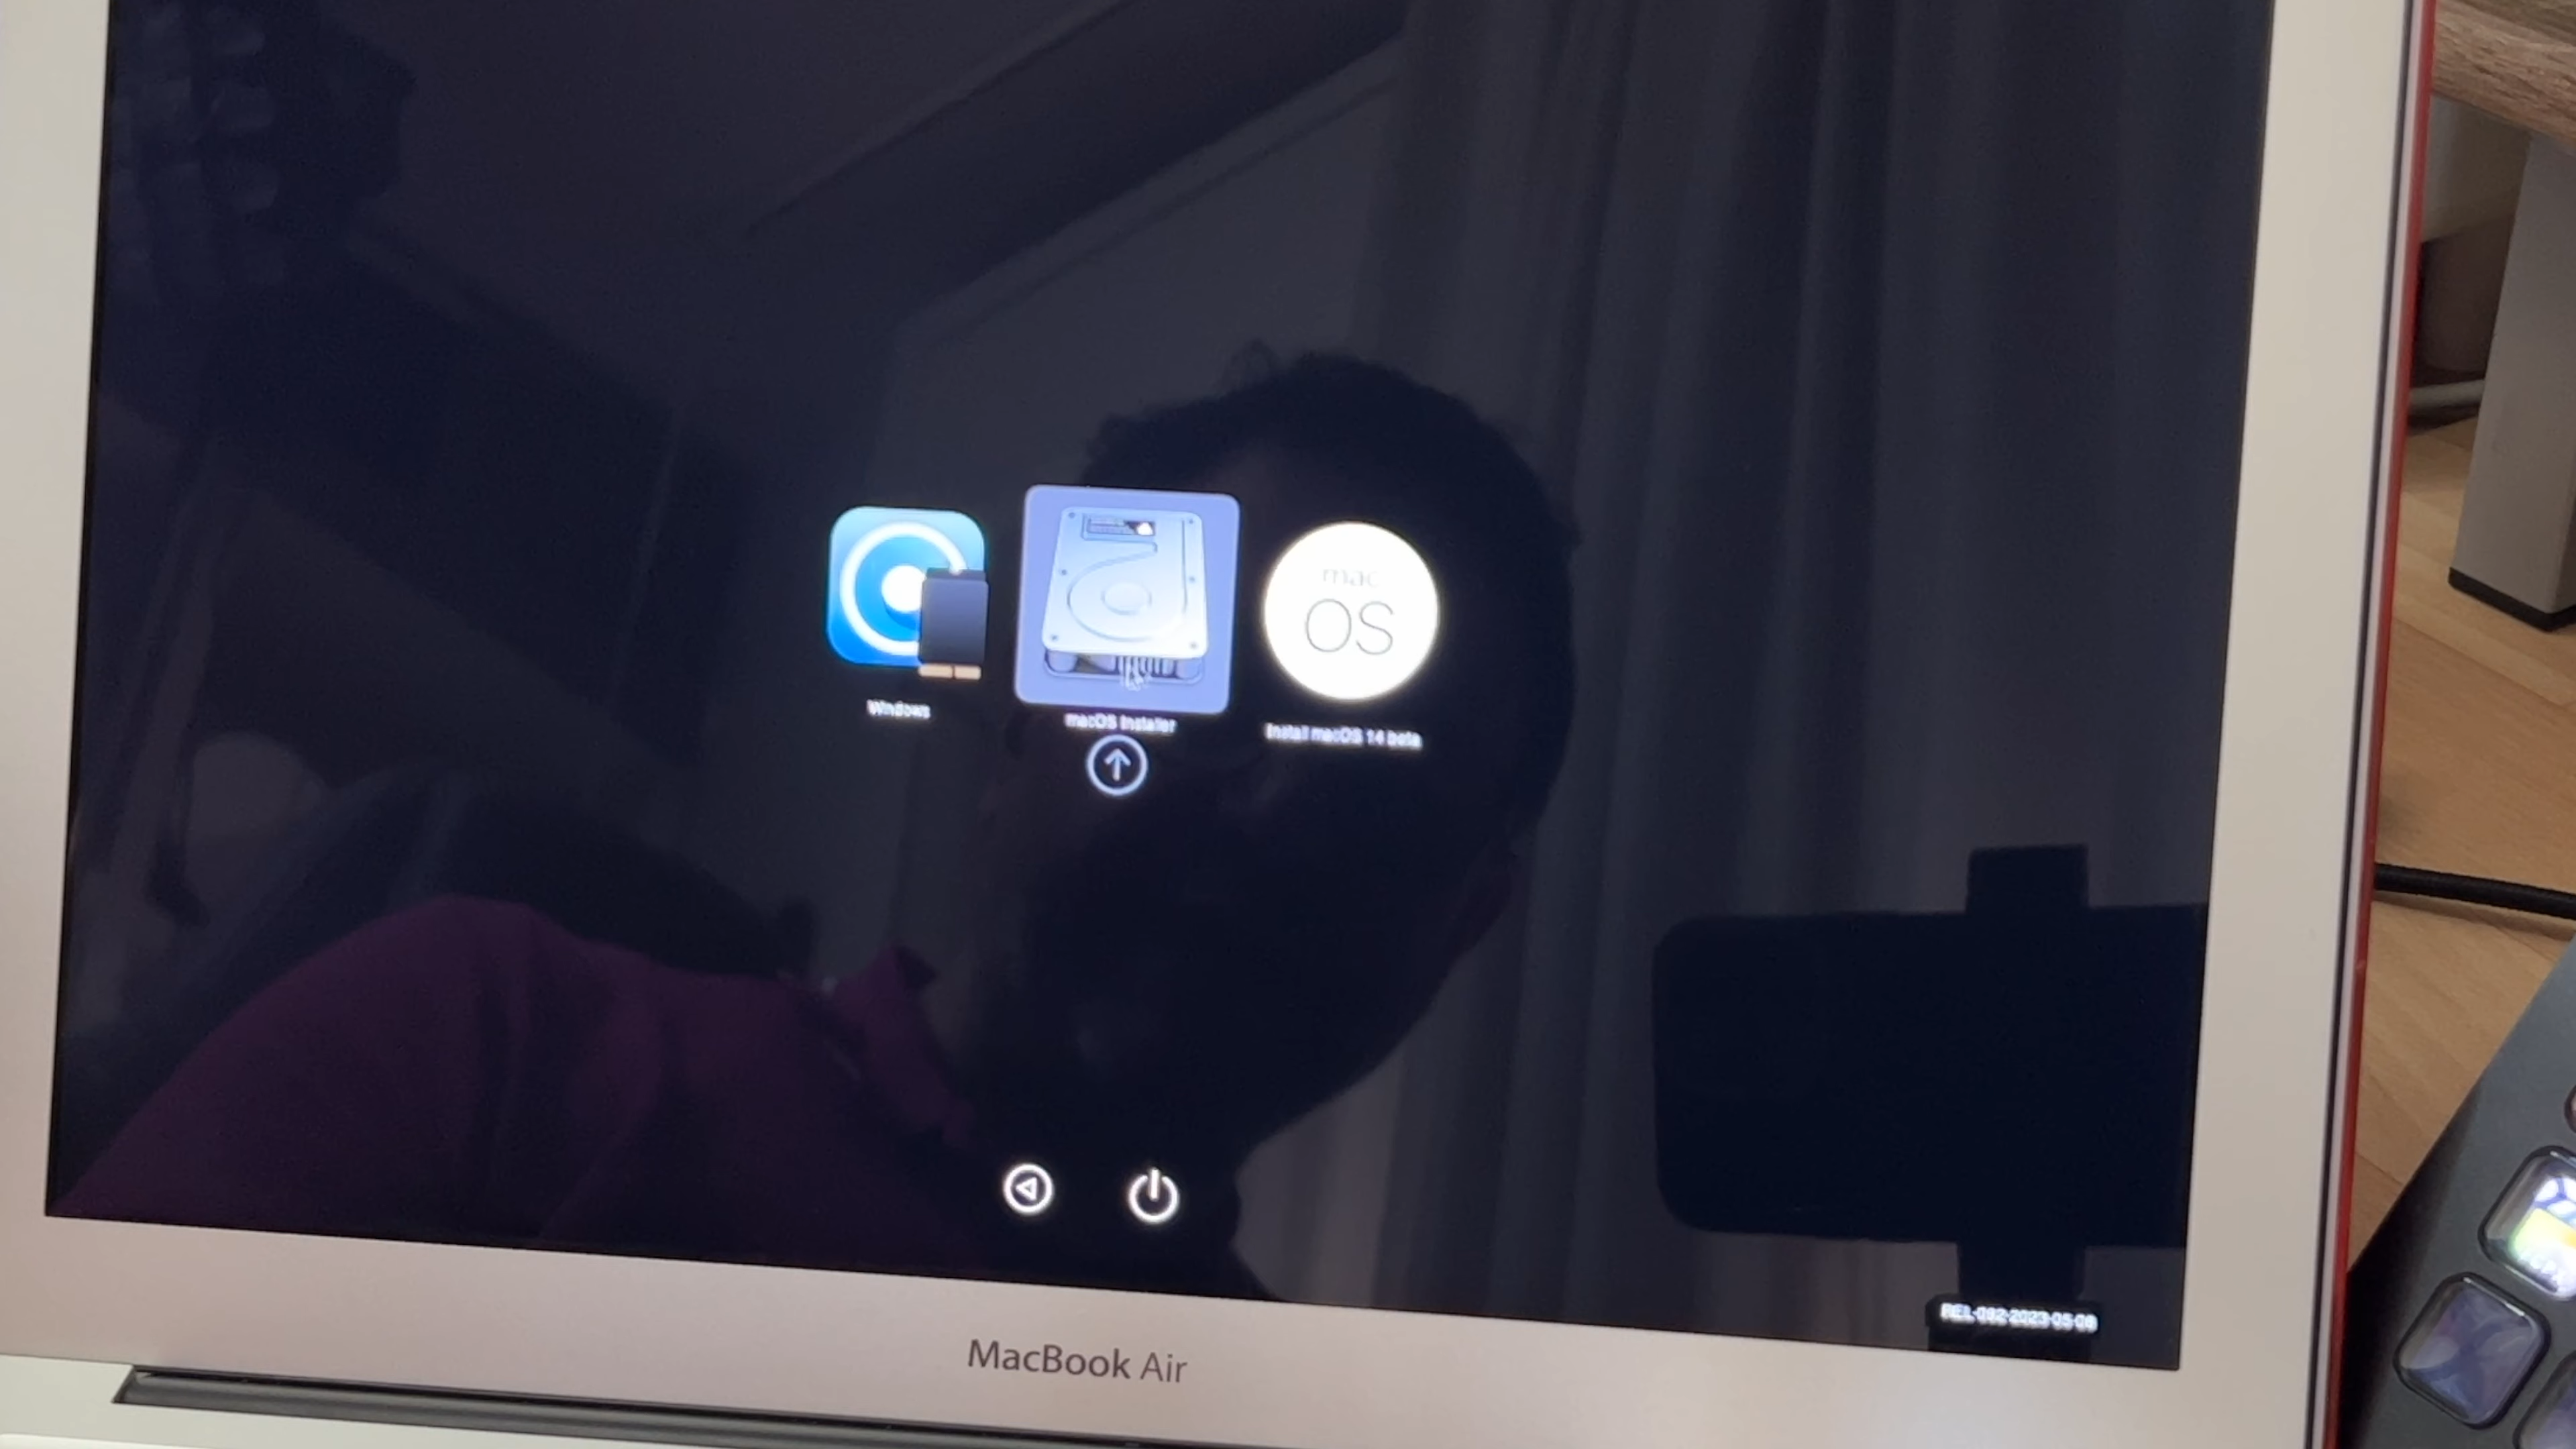 mac
OS
Windows
macOS Installer
Install macOS 14 beta
REL-092-2023-05-08
MacBook Air